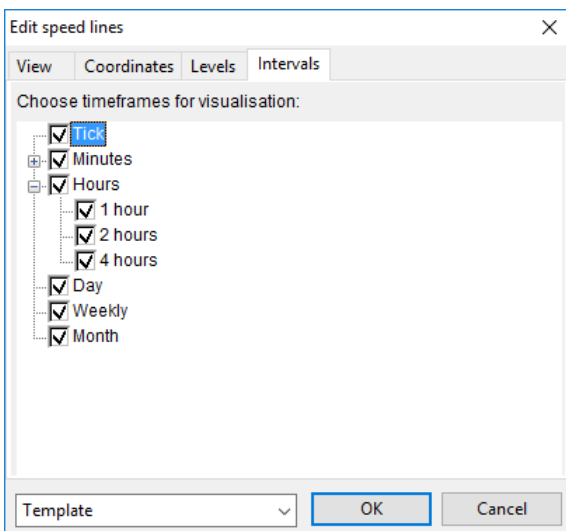 Edit speed lines
View Coordinates Levels Intervals
Choose timeframes for visualisation:
Tick
Minutes
Hours
1 hour
2 hours
4 hours
Day
Weekly
Month
Template OK Cancel